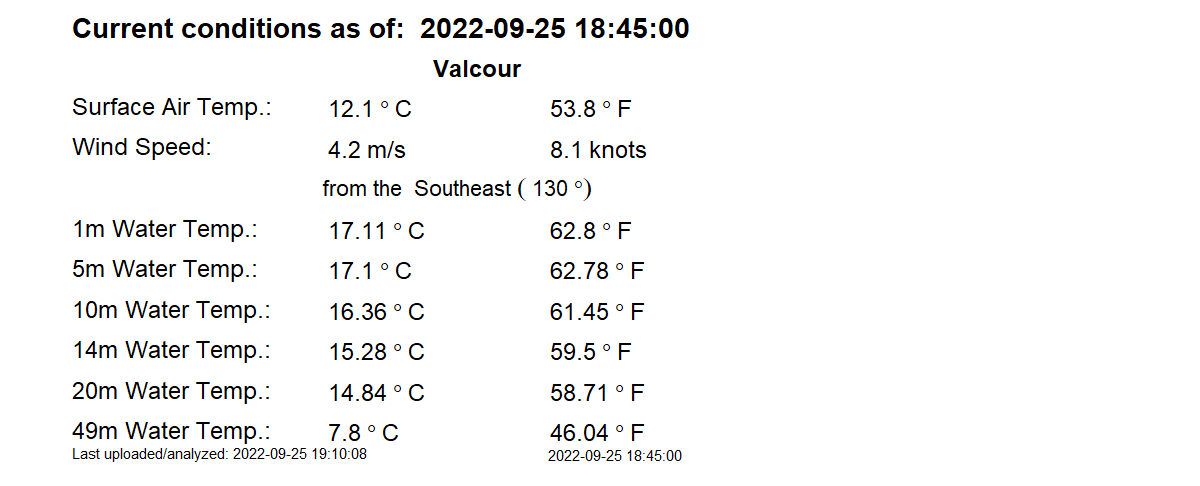 Current conditions as of: 2022-09-25 18:45:00
Valcour
Surface Air Temp.: 12.1 ° C 53.8 ° F
Wind Speed: 4.2 m/s 8.1 knots
from the Southeast ( 130 °)
1m Water Temp.: 17.11 ° C 62.8 ° F
5m Water Temp.: 17.1 ° C 62.78 ° F
10m Water Temp.: 16.36 ° C 61.45 ° F
14m Water Temp.: 15.28 ° C 59.5 ° F
20m Water Temp.: 14.84 ° C 58.71 ° F
49m Water Temp.: 7.8 ° C 46.04 ° F
Last uploaded/analyzed: 2022-09-25 19:10:08 2022-09-25 18:45:00